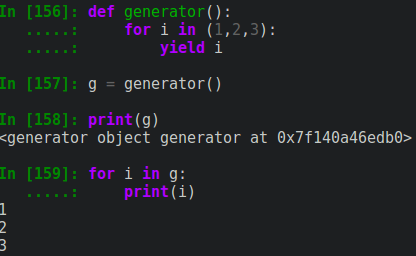 In [156]: def generator():
   .....:     for i in (1,2,3):
   .....:         yield i

In [157]: g = generator()

In [158]: print(g)
<generator object generator at 0x7f140a46edb0>

In [159]: for i in g:
   .....:     print(i)
1
2
3